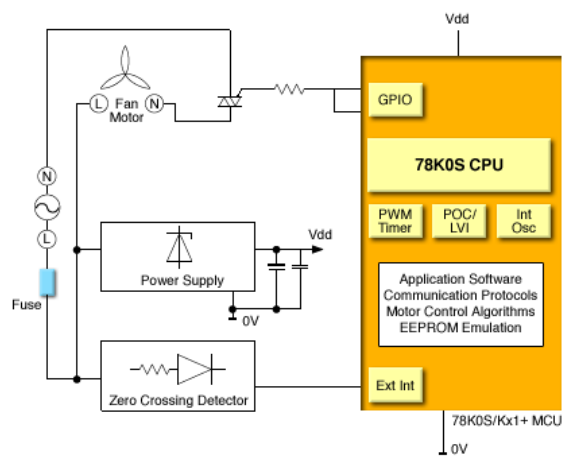 Vdd
L
Fan
Motor
N
GPIO
78K0S CPU
N
PWM
Timer
POC/
LVI
Int
Osc
L
Vdd
Power Supply
Fuse
0V
Application Software
Communication Protocols
Motor Control Algorithms
EEPROM Emulation
Zero Crossing Detector
Ext Int
78K0S/Kx1+ MCU
0V